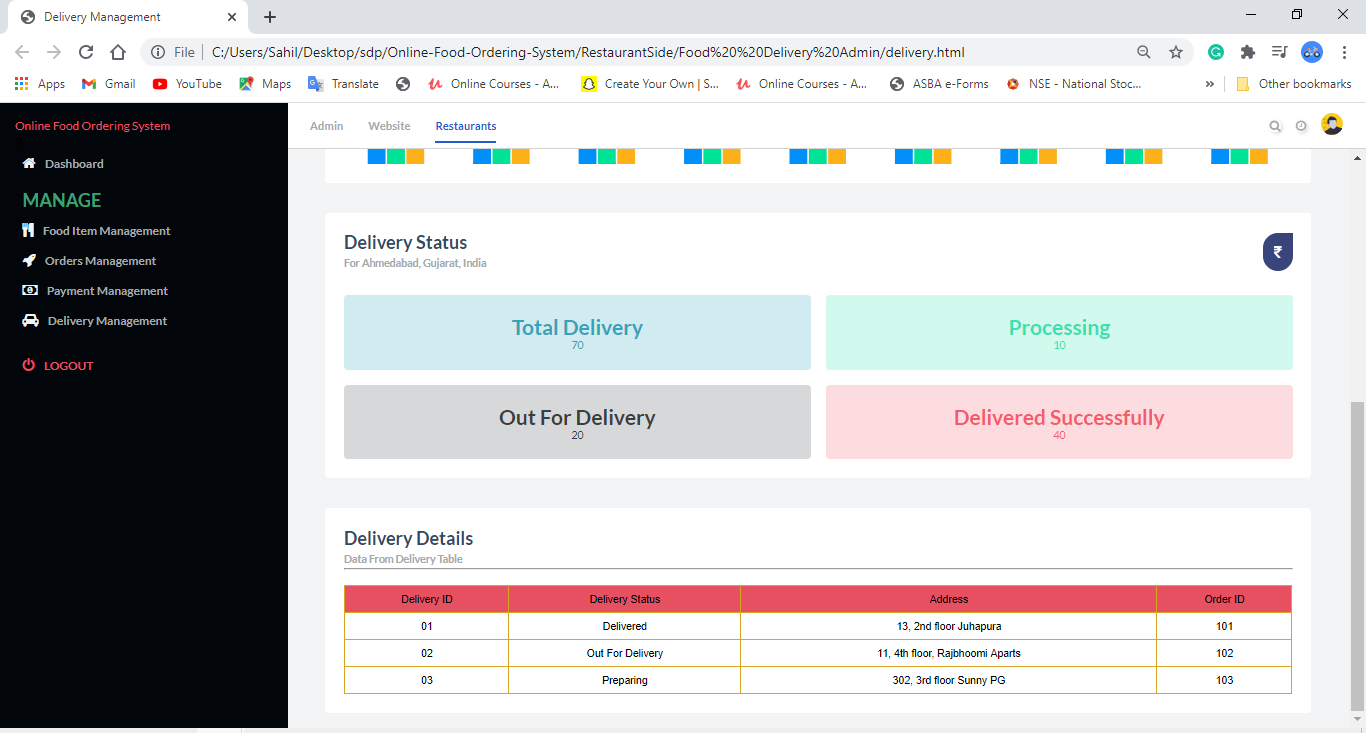 Delivery Management
File
C:/Users/Sahil/Desktop/sdp/Online-Food-Ordering-System/RestaurantSide/Food%20%20Delivery%20Admin/delivery.html
Apps Gmail YouTube Maps Translate Online Courses - A... Create Your Own | S... Online Courses - A... ASBA e-Forms NSE - National Stoc... » Other bookmarks
Online Food Ordering System
Dashboard
MANAGE
Food Item Management
Orders Management
Payment Management
Delivery Management
LOGOUT
Admin Website Restaurants
Delivery Status
For Ahmedabad, Gujarat, India
₹
Total Delivery
70
Processing
10
Out For Delivery
20
Delivered Successfully
40
Delivery Details
Data From Delivery Table
Delivery ID Delivery Status Address Order ID
01 Delivered 13, 2nd floor Juhapura 101
02 Out For Delivery 11, 4th floor, Rajbhoomi Aparts 102
03 Preparing 302, 3rd floor Sunny PG 103